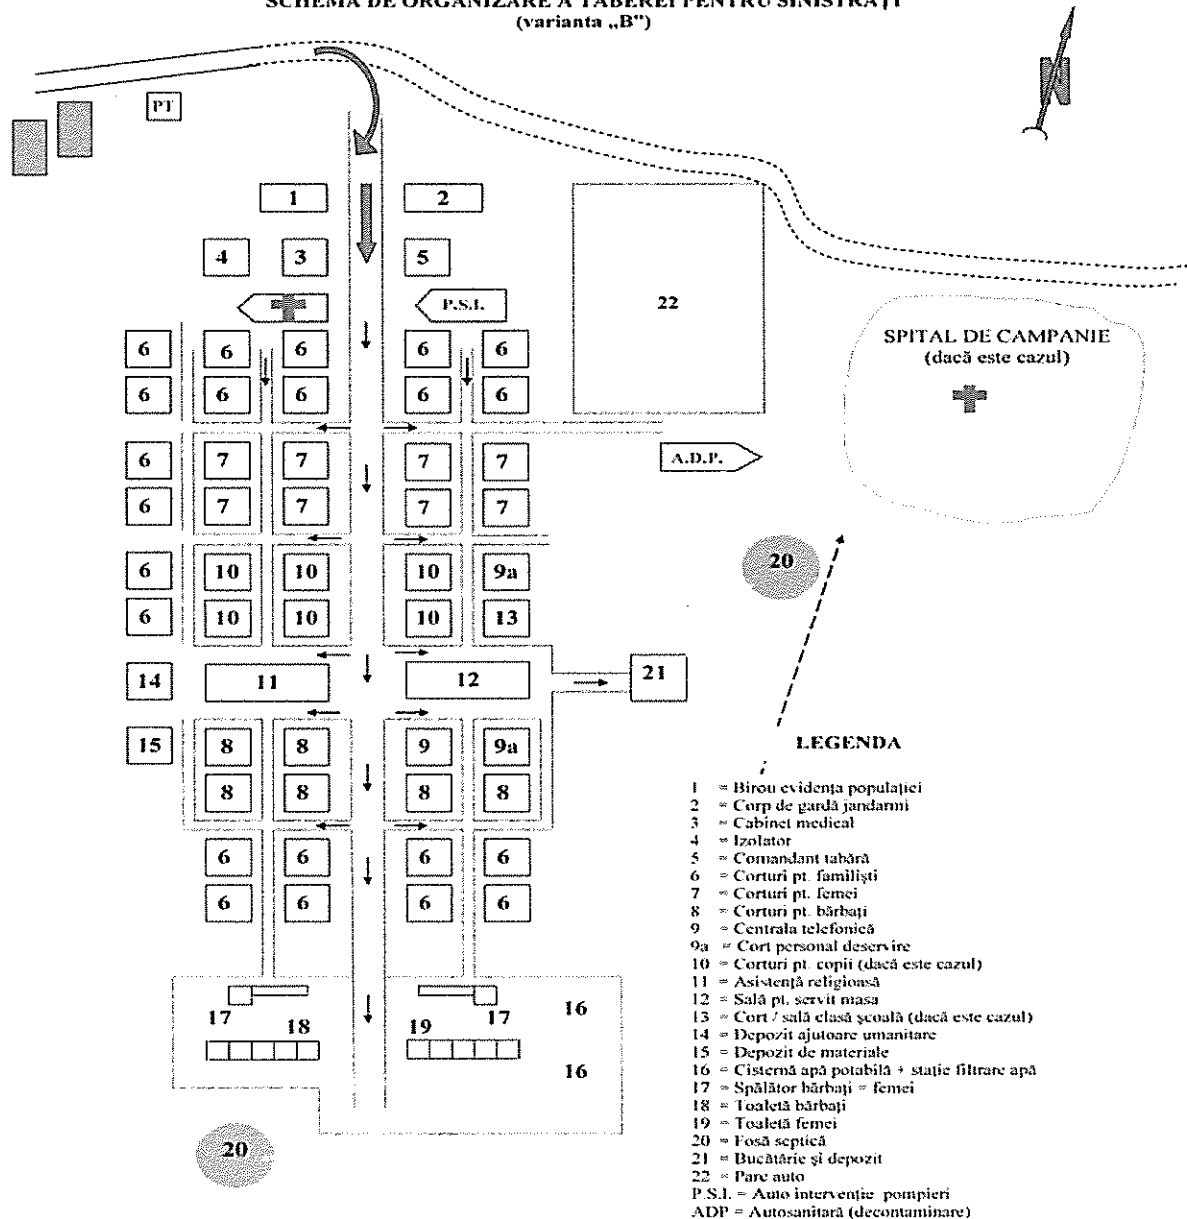 SCHEMA DE ORGANIZARE A TABEREI PENTRU SINISTRAȚI
(varianta „B”)
N
PT
1 2
4 3 5
P.S.I.
22
SPITAL DE CAMPANIE
(dacă este cazul)
6 6 6 6 6
6 6 6 6 6
A.D.P.
6 7 7 7 7
6 7 7 7 7
20
6 10 10 10 9a
6 10 10 10 13
14 11 12 21
15 8 8 9 9a
8 8 8 8
6 6 6 6
6 6 6 6
17 18 19 17 16
16
20
LEGENDA
1 = Birou evidența populației
2 = Corp de gardă jandarmi
3 = Cabinet medical
4 = Izolator
5 = Comandant tabără
6 = Corturi pt. familiști
7 = Corturi pt. femei
8 = Corturi pt. bărbați
9 = Centrala telefonică
9a = Cort personal deservire
10 = Corturi pt. copii (dacă este cazul)
11 = Asistență religioasă
12 = Sală pt. servit masa
13 = Cort / sală clasă școală (dacă este cazul)
14 = Depozit ajutoare umanitare
15 = Depozit de materiale
16 = Cisternă apă potabilă + stație filtrare apă
17 = Spălător bărbați = femei
18 = Toaletă bărbați
19 = Toaletă femei
20 = Fosă septică
21 = Bucătărie și depozit
22 = Parc auto
P.S.I. = Auto intervenție pompieri
ADP = Autosanitară (decontaminare)